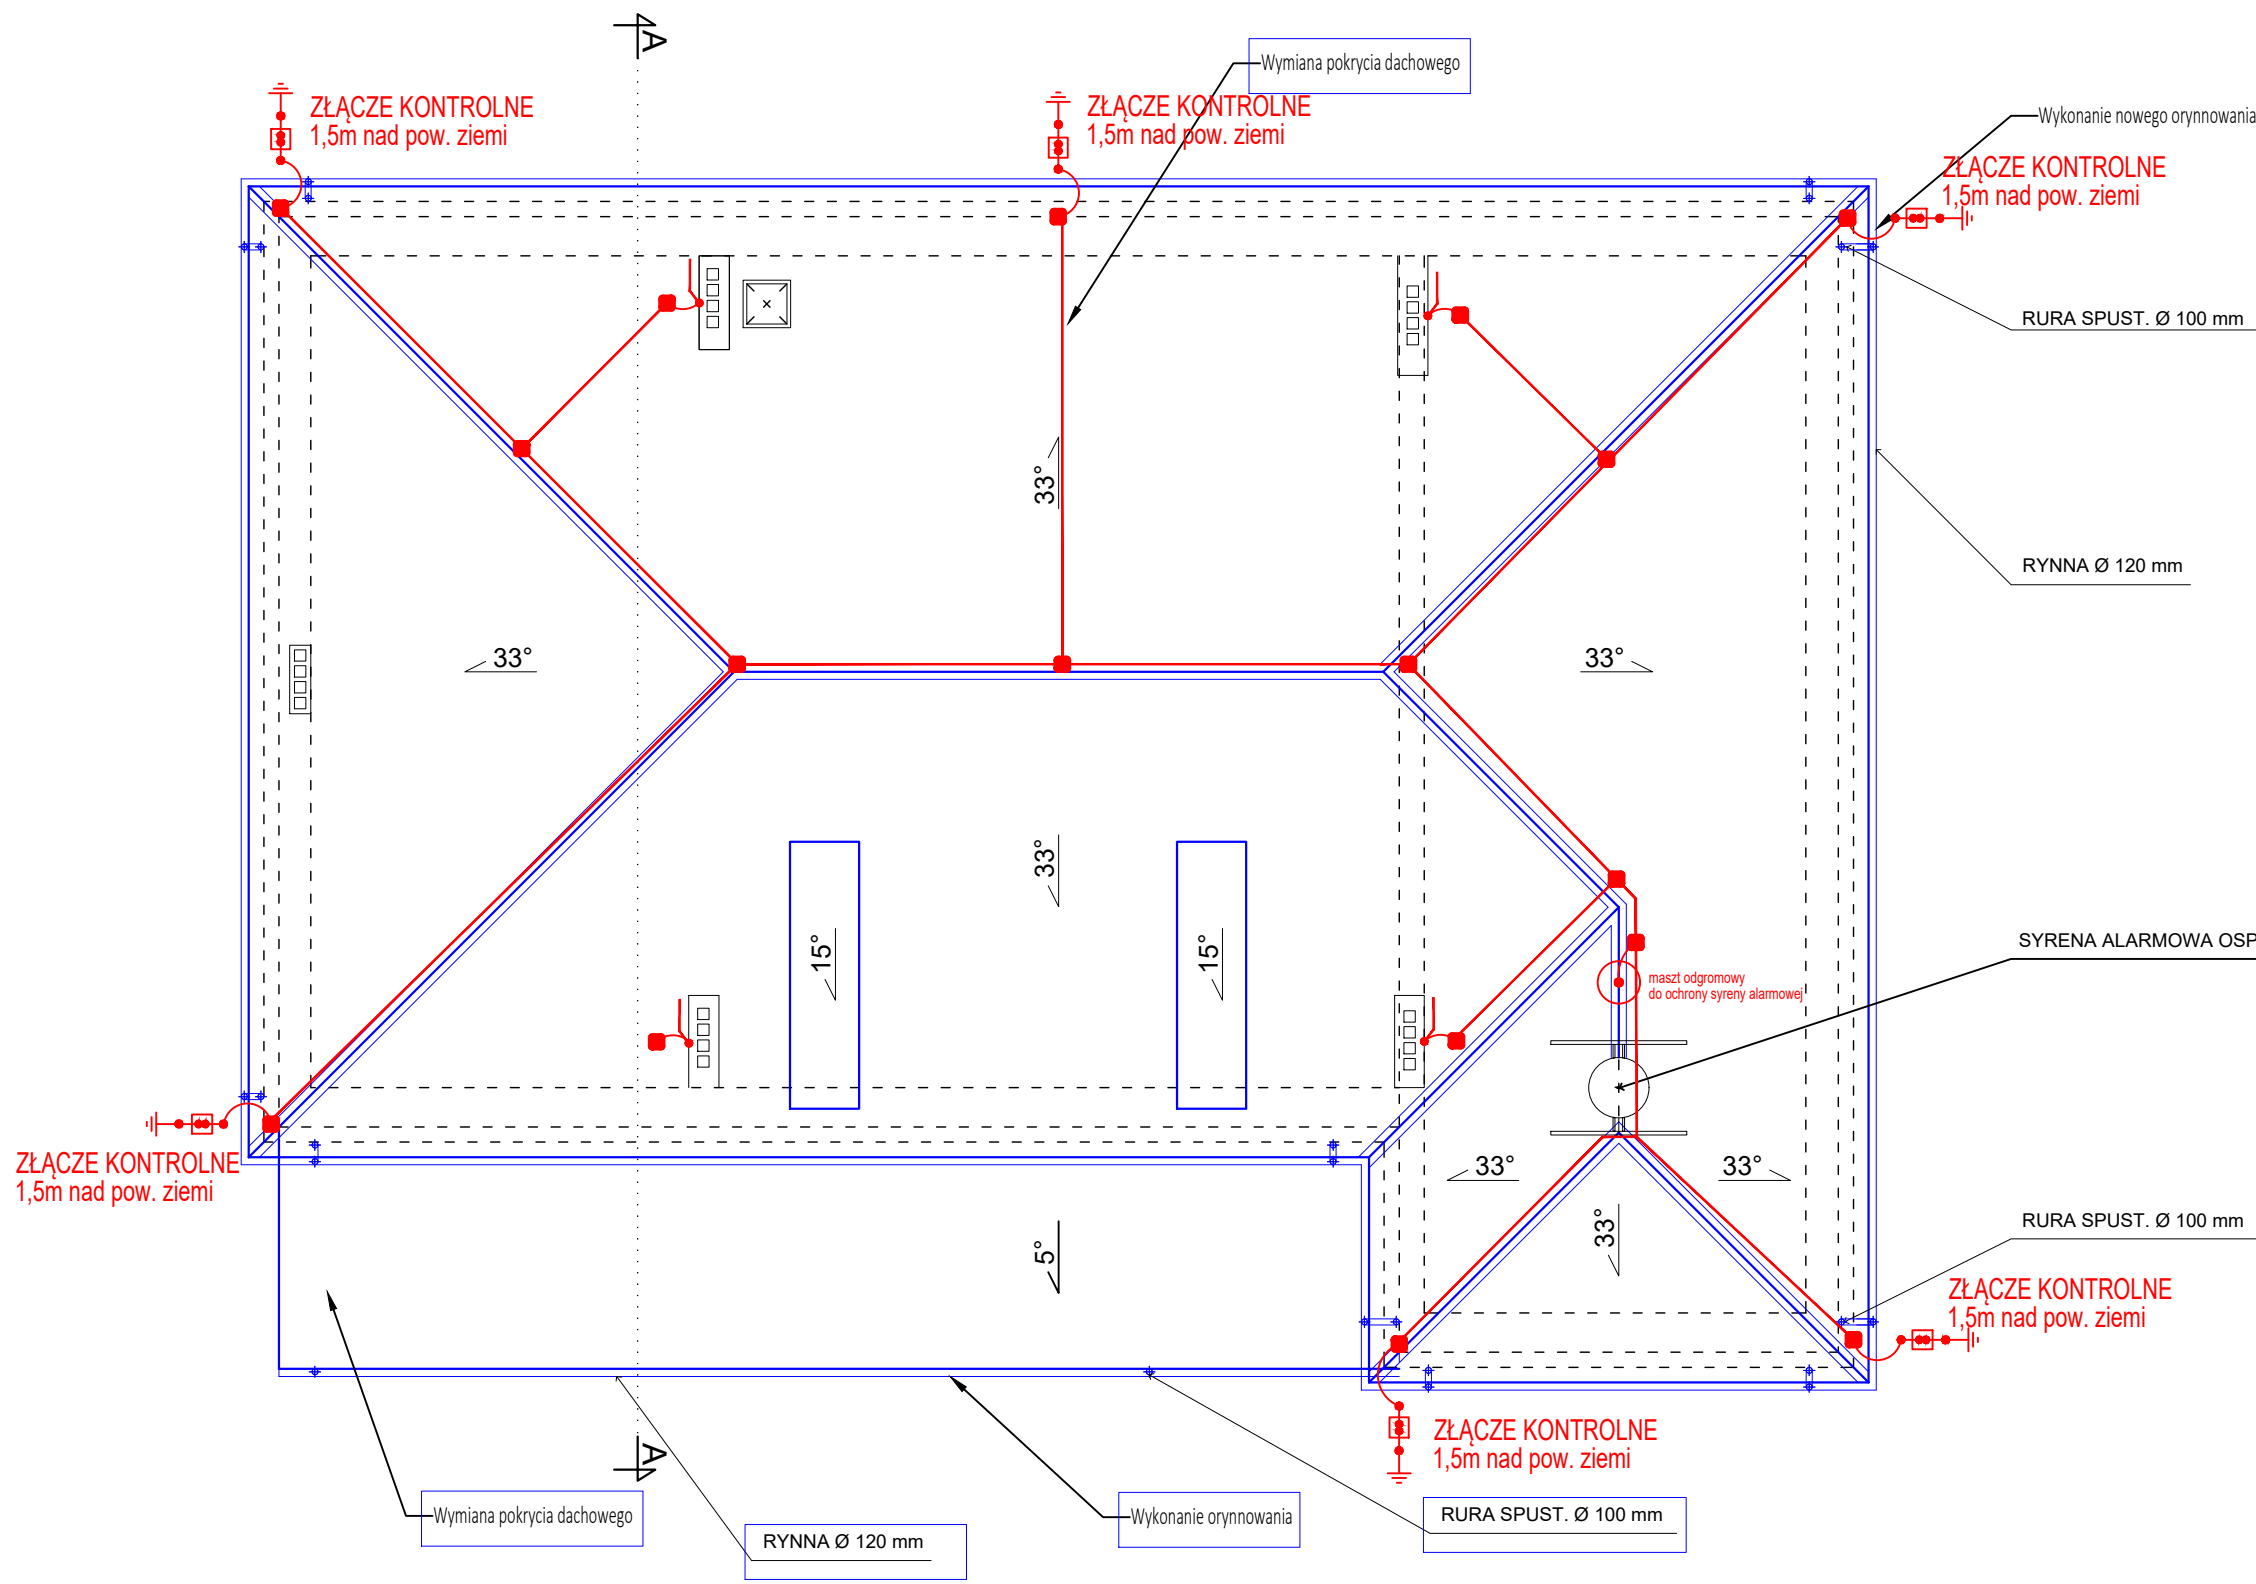 A
Wymiana pokrycia dachowego
ZŁĄCZE KONTROLNE
1,5m nad pow. ziemi
ZŁĄCZE KONTROLNE
1,5m nad pow. ziemi
Wykonanie nowego orynnowania
ZŁĄCZE KONTROLNE
1,5m nad pow. ziemi
RURA SPUST. Ø 100 mm
33°
RYNNA Ø 120 mm
33°
33°
33°
15°
15°
SYRENA ALARMOWA OSP
maszt odgromowy
do ochrony syreny alarmowej
ZŁĄCZE KONTROLNE
1,5m nad pow. ziemi
33°
33°
33°
5°
RURA SPUST. Ø 100 mm
ZŁĄCZE KONTROLNE
1,5m nad pow. ziemi
ZŁĄCZE KONTROLNE
1,5m nad pow. ziemi
A
Wymiana pokrycia dachowego
RYNNA Ø 120 mm
Wykonanie orynnowania
RURA SPUST. Ø 100 mm